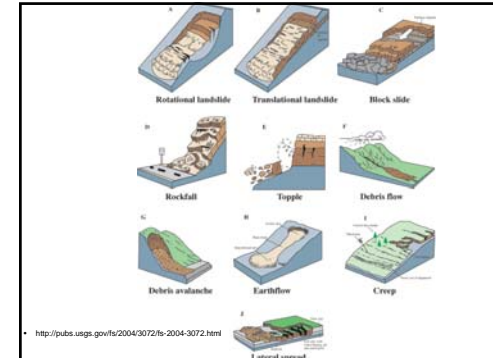 A
B
C
Rotational landslide
Translational landslide
Block slide
D
E
F
Rockfall
Topple
Debris flow
G
H
I
Debris avalanche
Earthflow
Creep
J
• http://pubs.usgs.gov/fs/2004/3072/fs-2004-3072.html
Lateral spread